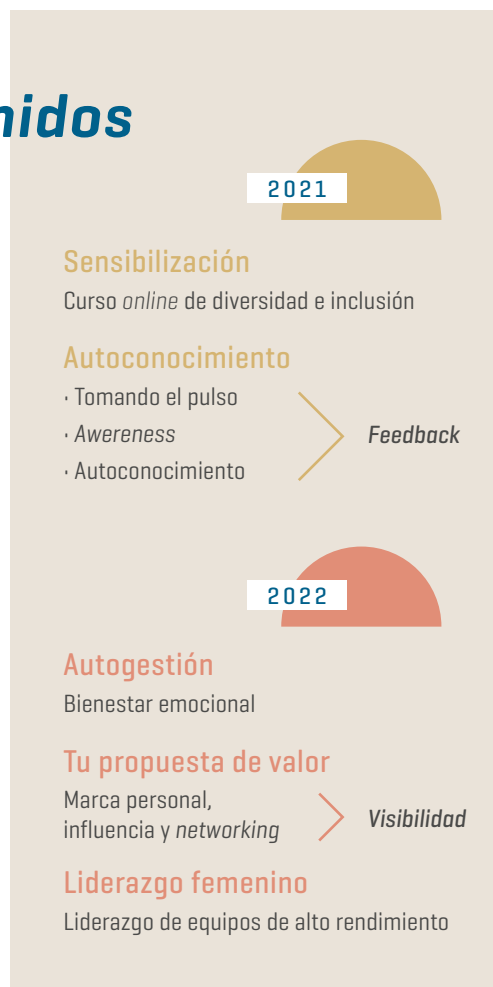 nidos
2021
Sensibilización
Curso online de diversidad e inclusión
Autoconocimiento
· Tomando el pulso
· Awereness
· Autoconocimiento
Feedback
2022
Autogestión
Bienestar emocional
Tu propuesta de valor
Marca personal,
influencia y networking
Visibilidad
Liderazgo femenino
Liderazgo de equipos de alto rendimiento